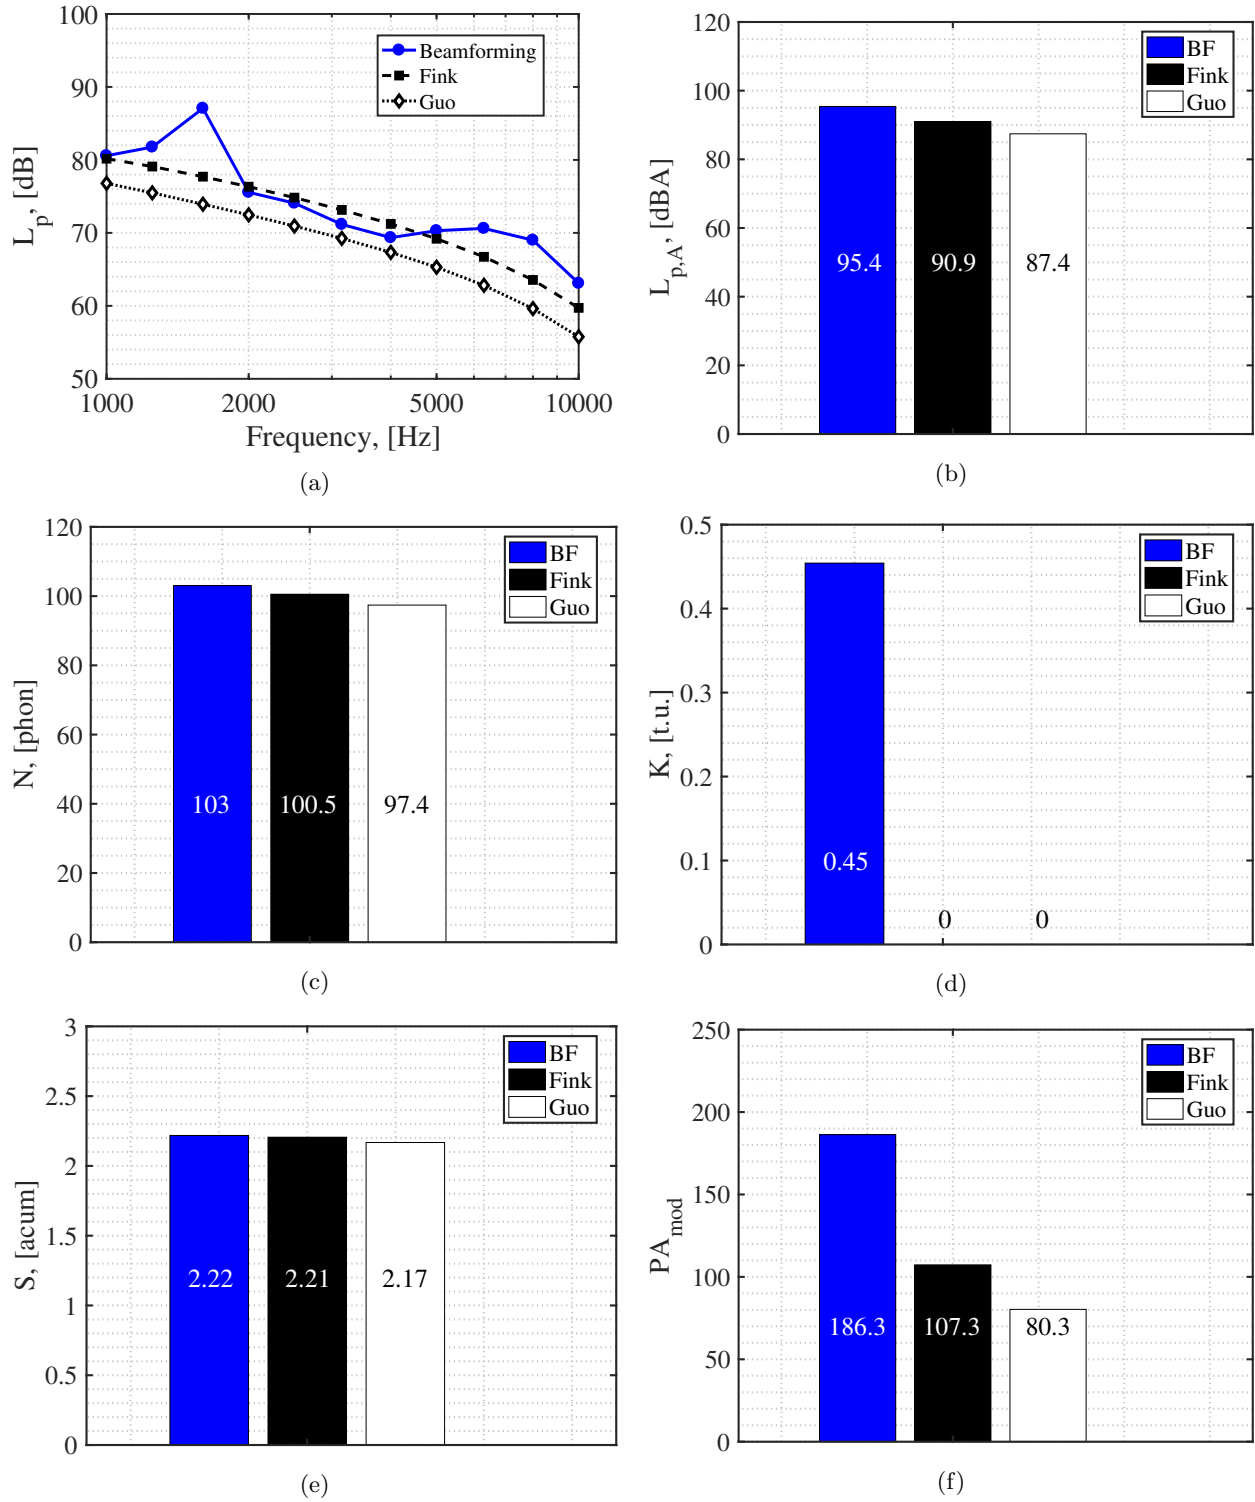 100
90
80
70
60
50
L_p, [dB]
Beamforming
Fink
Guo
1000 2000 5000 10000
Frequency, [Hz]
(a)
120
100
80
60
40
20
0
L_p,A, [dBA]
BF
Fink
Guo
95.4 90.9 87.4
(b)
120
100
80
60
40
20
0
N, [phon]
BF
Fink
Guo
103 100.5 97.4
(c)
0.5
0.4
0.3
0.2
0.1
0
K, [t.u.]
BF
Fink
Guo
0.45
0 0
(d)
3
2.5
2
1.5
1
0.5
0
S, [acum]
BF
Fink
Guo
2.22 2.21 2.17
(e)
250
200
150
100
50
0
PA_mod
BF
Fink
Guo
186.3 107.3 80.3
(f)